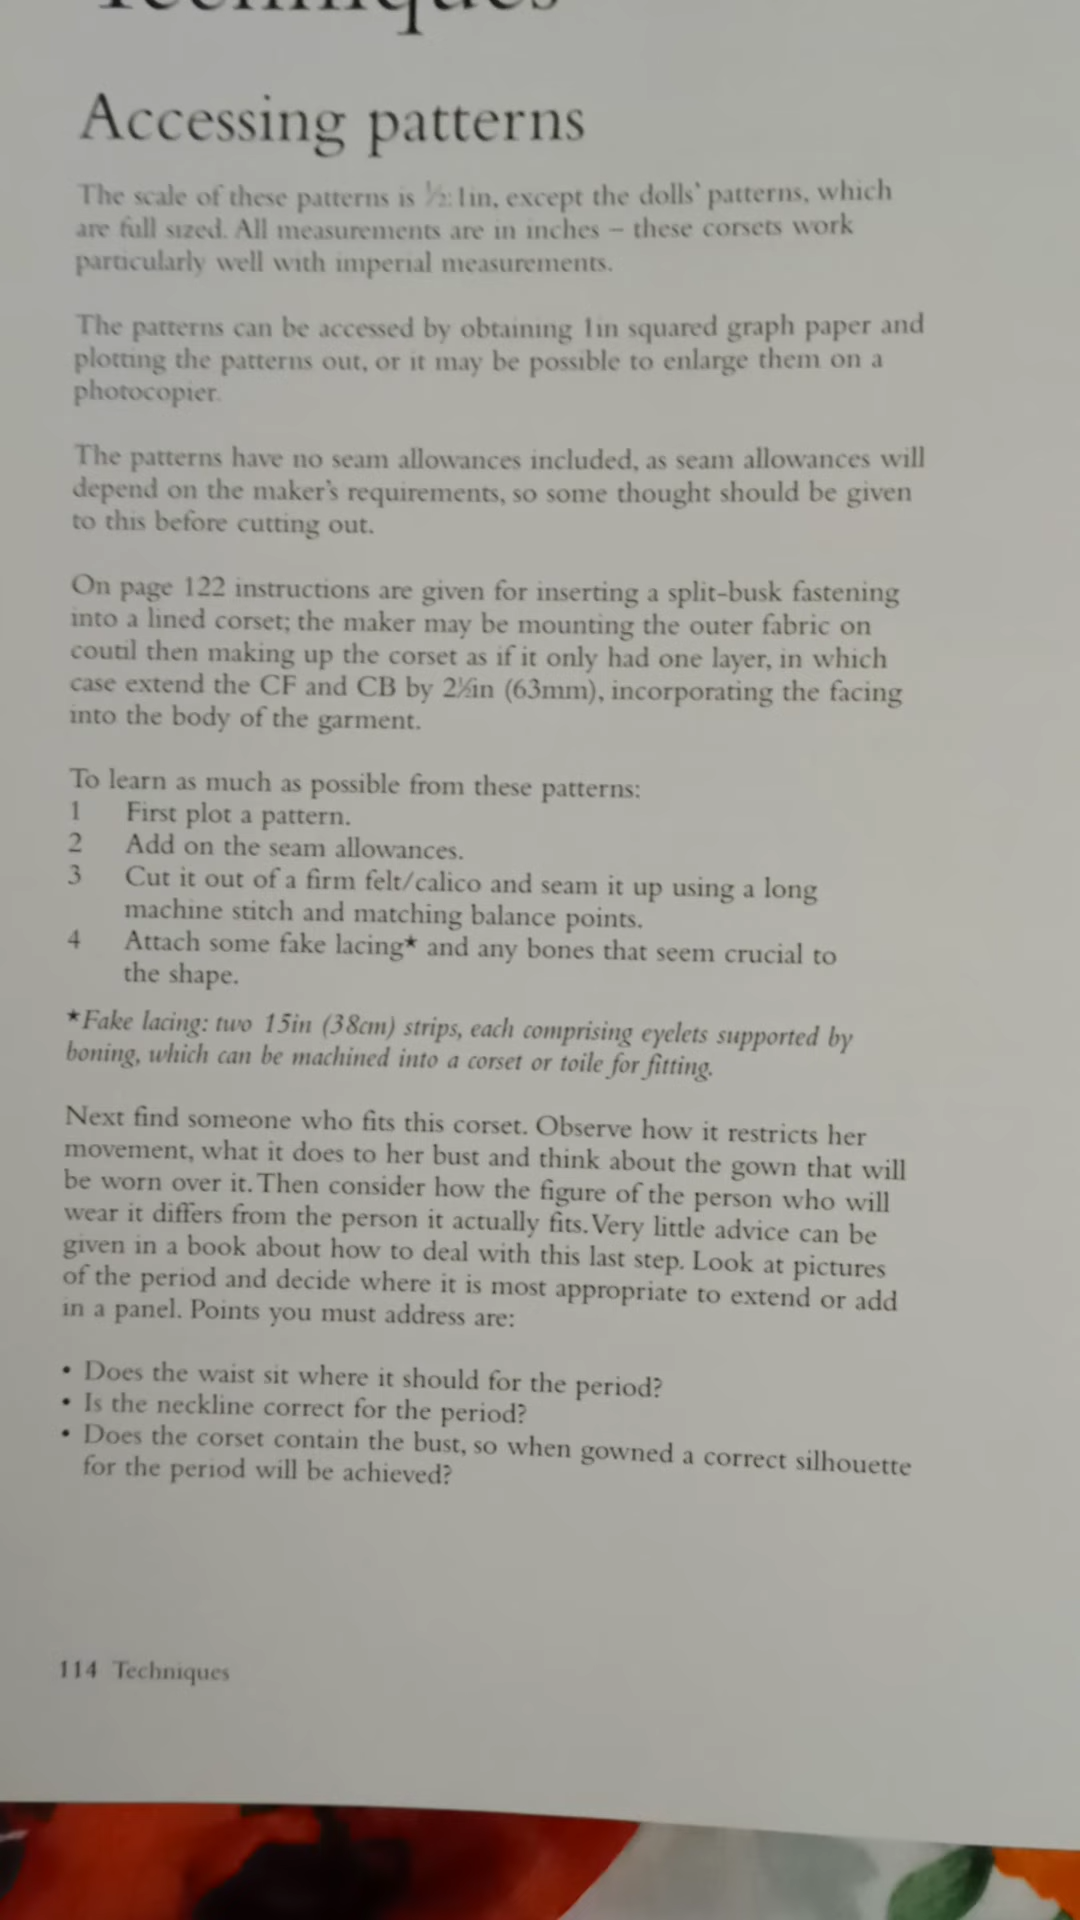 Techniques
Accessing patterns
The scale of these patterns is ½:1in, except the dolls' patterns, which
are full sized. All measurements are in inches – these corsets work
particularly well with imperial measurements.
The patterns can be accessed by obtaining 1in squared graph paper and
plotting the patterns out, or it may be possible to enlarge them on a
photocopier.
The patterns have no seam allowances included, as seam allowances will
depend on the maker's requirements, so some thought should be given
to this before cutting out.
On page 122 instructions are given for inserting a split-busk fastening
into a lined corset; the maker may be mounting the outer fabric on
coutil then making up the corset as if it only had one layer, in which
case extend the CF and CB by 2½in (63mm), incorporating the facing
into the body of the garment.
To learn as much as possible from these patterns:
1 First plot a pattern.
2 Add on the seam allowances.
3 Cut it out of a firm felt/calico and seam it up using a long
machine stitch and matching balance points.
4 Attach some fake lacing* and any bones that seem crucial to
the shape.
*Fake lacing: two 15in (38cm) strips, each comprising eyelets supported by
boning, which can be machined into a corset or toile for fitting.
Next find someone who fits this corset. Observe how it restricts her
movement, what it does to her bust and think about the gown that will
be worn over it. Then consider how the figure of the person who will
wear it differs from the person it actually fits. Very little advice can be
given in a book about how to deal with this last step. Look at pictures
of the period and decide where it is most appropriate to extend or add
in a panel. Points you must address are:
• Does the waist sit where it should for the period?
• Is the neckline correct for the period?
• Does the corset contain the bust, so when gowned a correct silhouette
for the period will be achieved?
114 Techniques